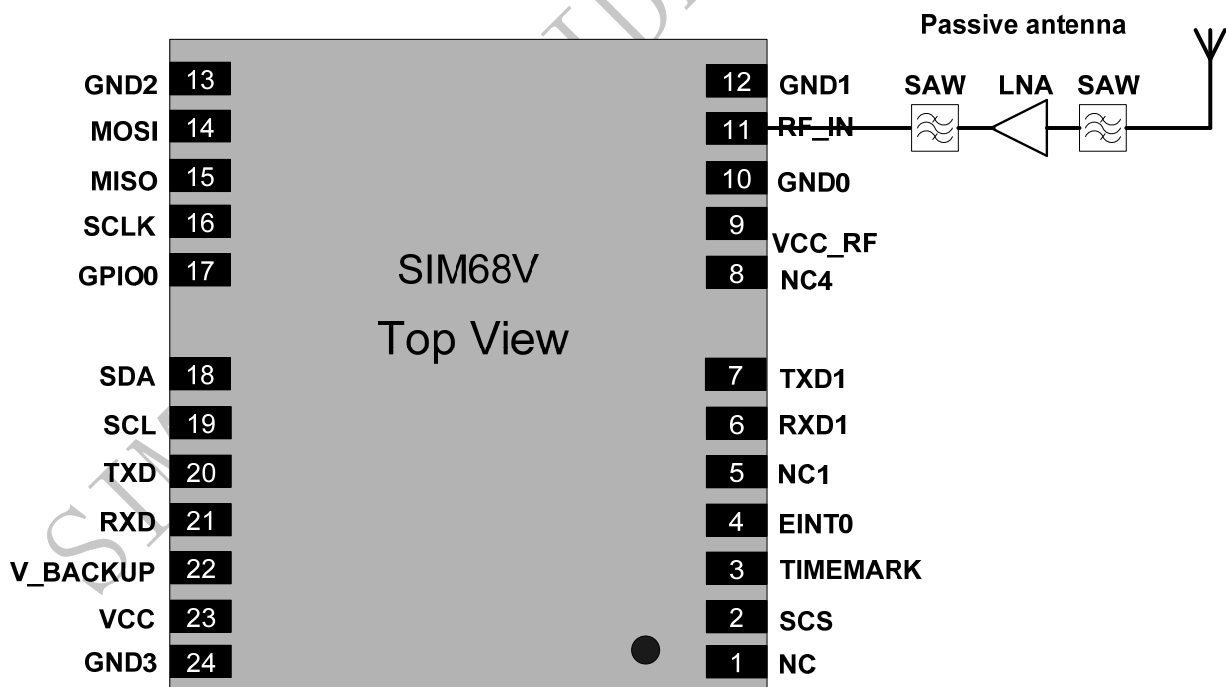 Passive antenna
GND2 13 12 GND1 SAW LNA SAW
MOSI 14 11 RF_IN
MISO 15 10 GND0
SCLK 16 9 VCC_RF
GPIO0 17 SIM68V 8 NC4
Top View
SDA 18 7 TXD1
SCL 19 6 RXD1
TXD 20 5 NC1
RXD 21 4 EINT0
V_BACKUP 22 3 TIMEMARK
VCC 23 2 SCS
GND3 24 1 NC